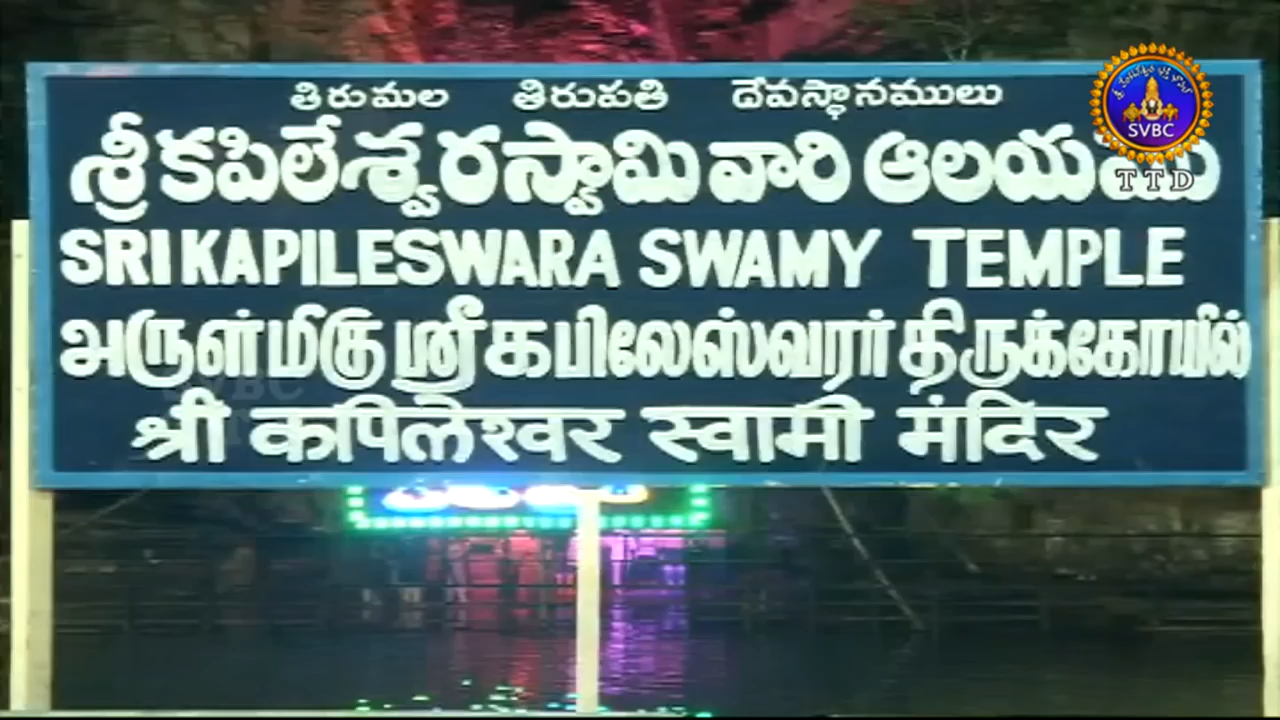 తిరుమల తిరుపతి దేవస్థానములు
శ్రీ కపిలేశ్వరస్వామి వారి ఆలయము
SRI KAPILESWARA SWAMY TEMPLE
அருள்மிகு ஸ்ரீ கபிலேஸ்வரர் திருக்கோயில்
श्री कपिलेश्वर स्वामी मंदिर
SVBC
TTD